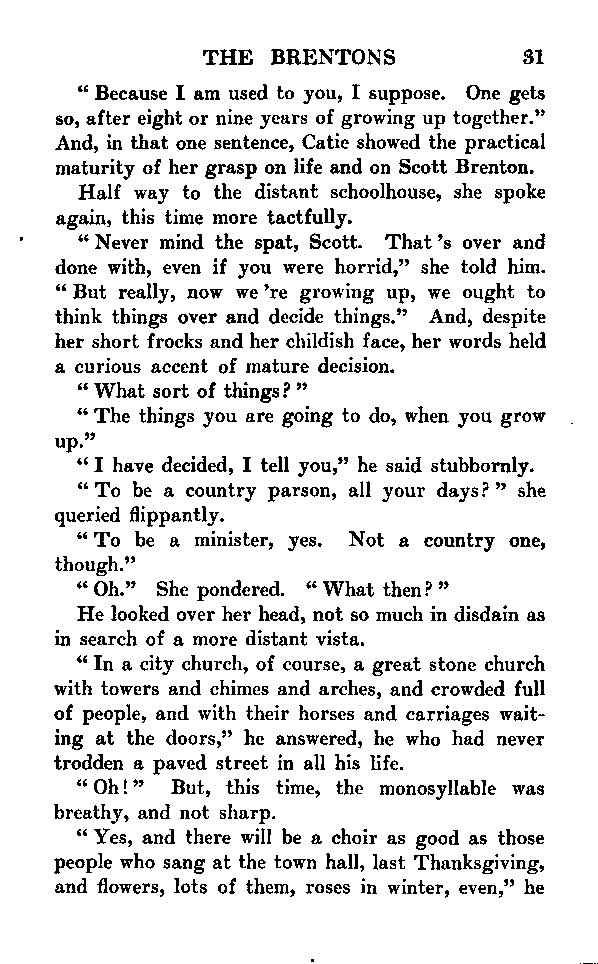 THE BRENTONS 31
“ Because I am used to you, I suppose. One gets
so, after eight or nine years of growing up together.”
And, in that one sentence, Catie showed the practical
maturity of her grasp on life and on Scott Brenton.
Half way to the distant schoolhouse, she spoke
again, this time more tactfully.
“ Never mind the spat, Scott. That 's over and
done with, even if you were horrid,” she told him.
“ But really, now we 're growing up, we ought to
think things over and decide things.” And, despite
her short frocks and her childish face, her words held
a curious accent of mature decision.
“ What sort of things? ”
“ The things you are going to do, when you grow
up.”
“ I have decided, I tell you,” he said stubbornly.
“ To be a country parson, all your days? ” she
queried flippantly.
“ To be a minister, yes. Not a country one,
though.”
“ Oh.” She pondered. “ What then? ”
He looked over her head, not so much in disdain as
in search of a more distant vista.
“ In a city church, of course, a great stone church
with towers and chimes and arches, and crowded full
of people, and with their horses and carriages wait-
ing at the doors,” he answered, he who had never
trodden a paved street in all his life.
“ Oh! ” But, this time, the monosyllable was
breathy, and not sharp.
“ Yes, and there will be a choir as good as those
people who sang at the town hall, last Thanksgiving,
and flowers, lots of them, roses in winter, even,” he